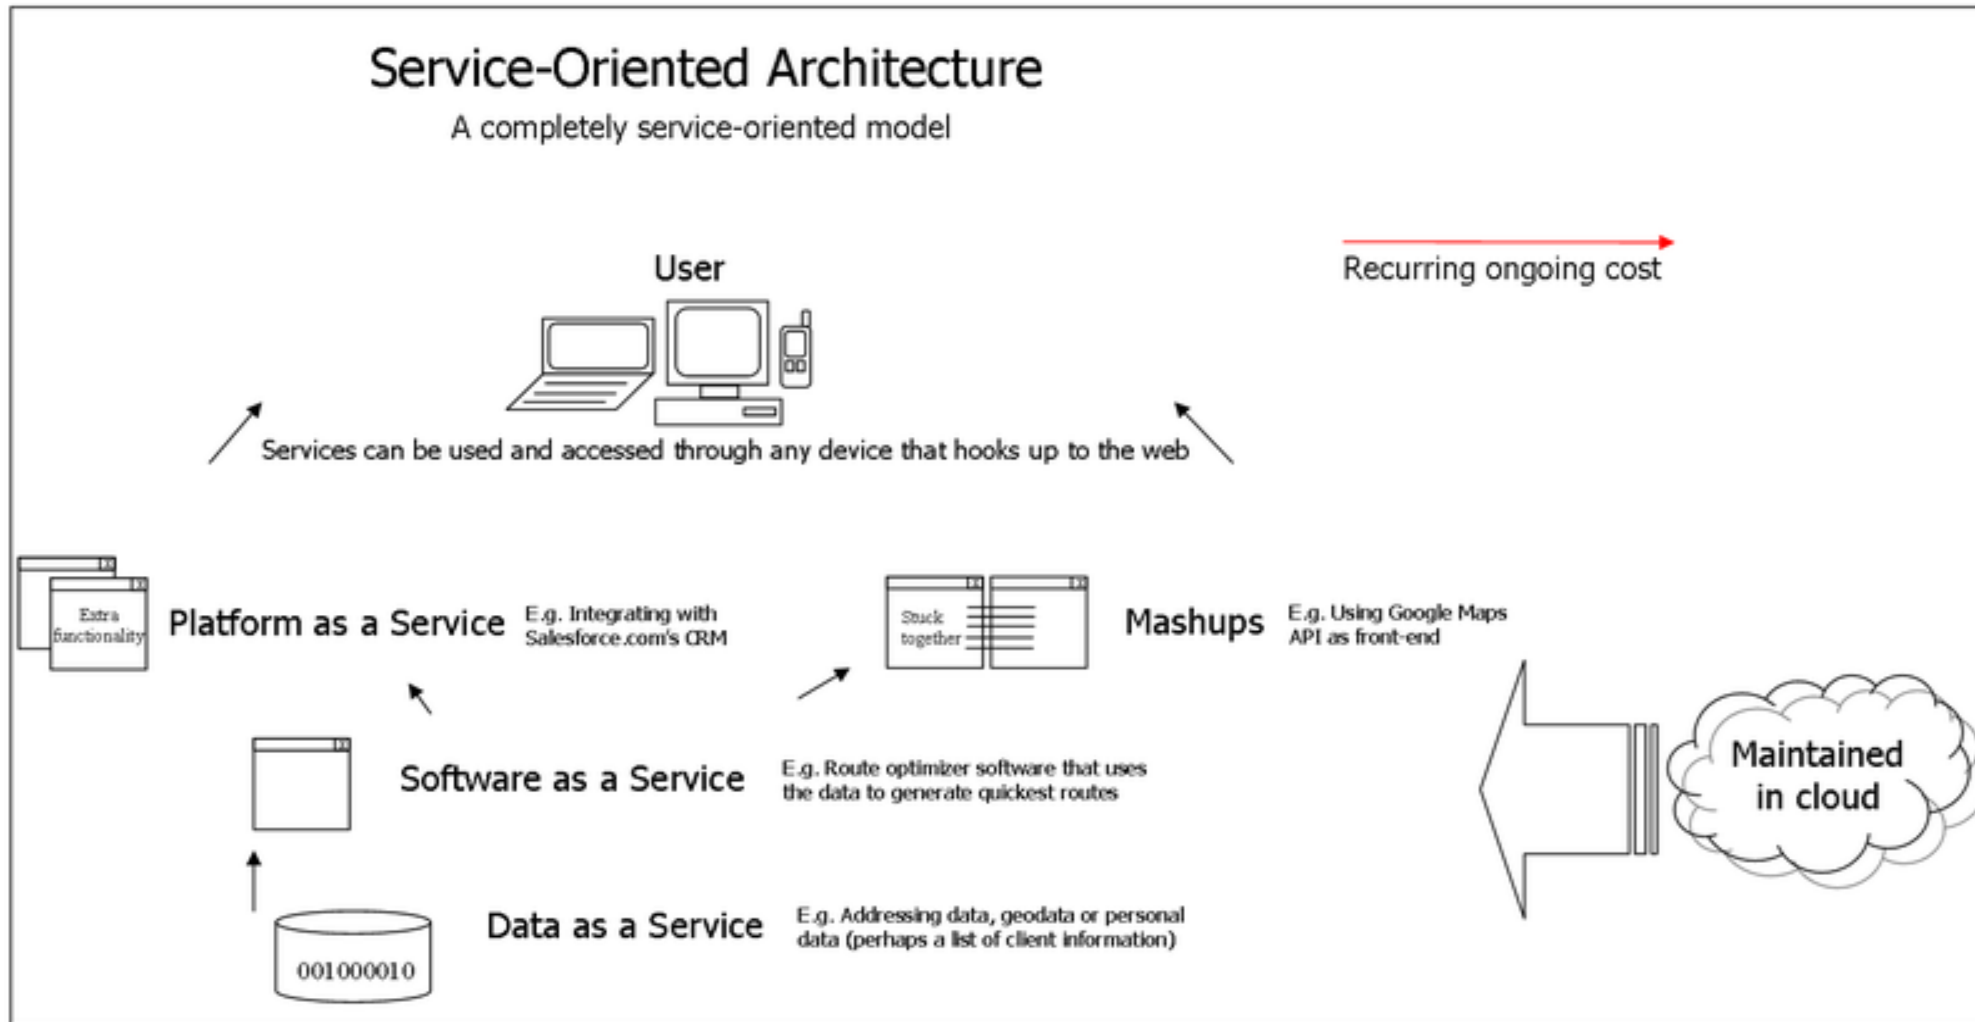 Service-Oriented Architecture
A completely service-oriented model
User
Recurring ongoing cost
Services can be used and accessed through any device that hooks up to the web
Extra
functionality
Platform as a Service
E.g. Integrating with
Salesforce.com's CRM
Stuck
together
Mashups
E.g. Using Google Maps
API as front-end
Software as a Service
E.g. Route optimizer software that uses
the data to generate quickest routes
Maintained
in cloud
Data as a Service
E.g. Addressing data, geodata or personal
data (perhaps a list of client information)
001000010